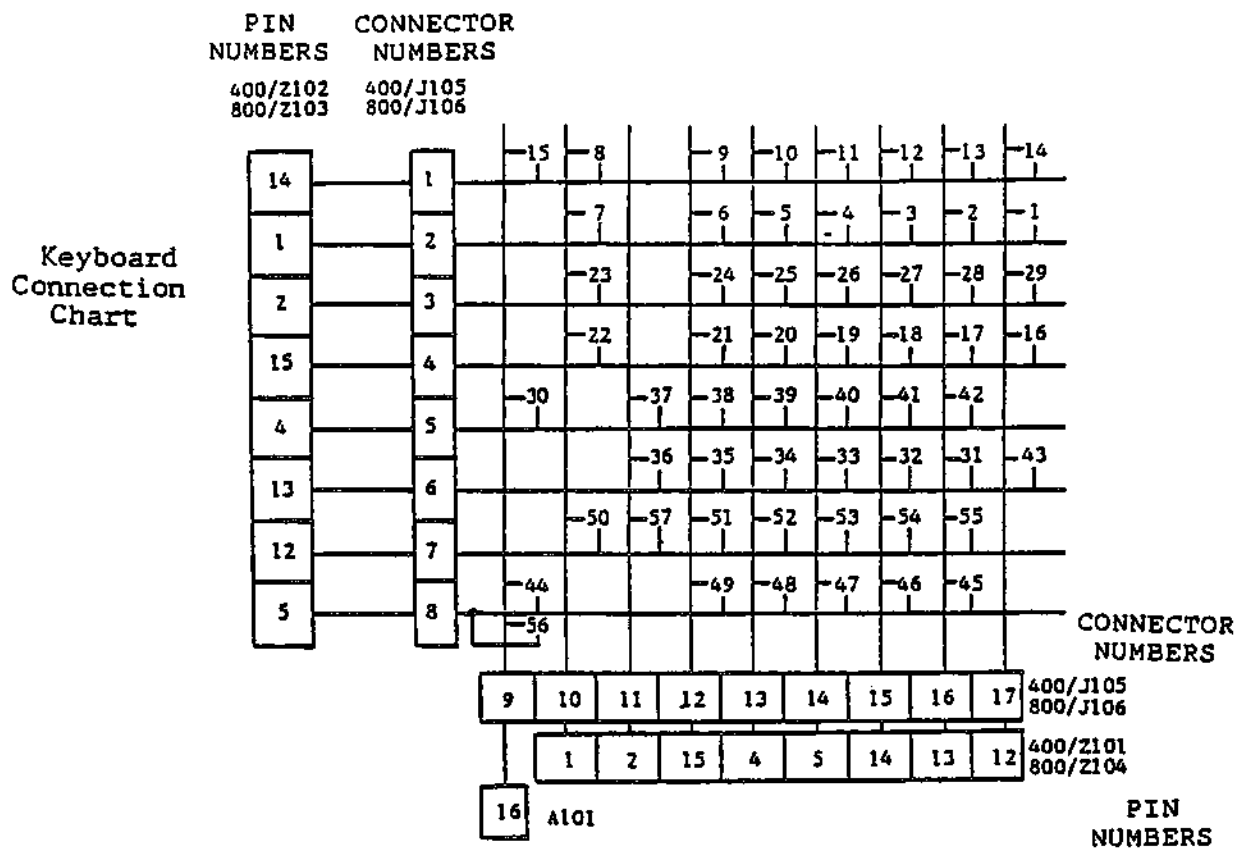 PIN CONNECTOR
NUMBERS NUMBERS
400/Z102 400/J105
800/Z103 800/J106
15 8 9 10 11 12 13 14
14 1
7 6 5 4 3 2 1
1 2
Keyboard
Connection
Chart
23 24 25 26 27 28 29
2 3
22 21 20 19 18 17 16
15 4
30 37 38 39 40 41 42
4 5
36 35 34 33 32 31 43
13 6
50 57 51 52 53 54 55
12 7
44 49 48 47 46 45
5 8
56
CONNECTOR
NUMBERS
9 10 11 12 13 14 15 16 17 400/J105
800/J106
1 2 15 4 5 14 13 12 400/Z101
800/Z104
16 A101
PIN
NUMBERS